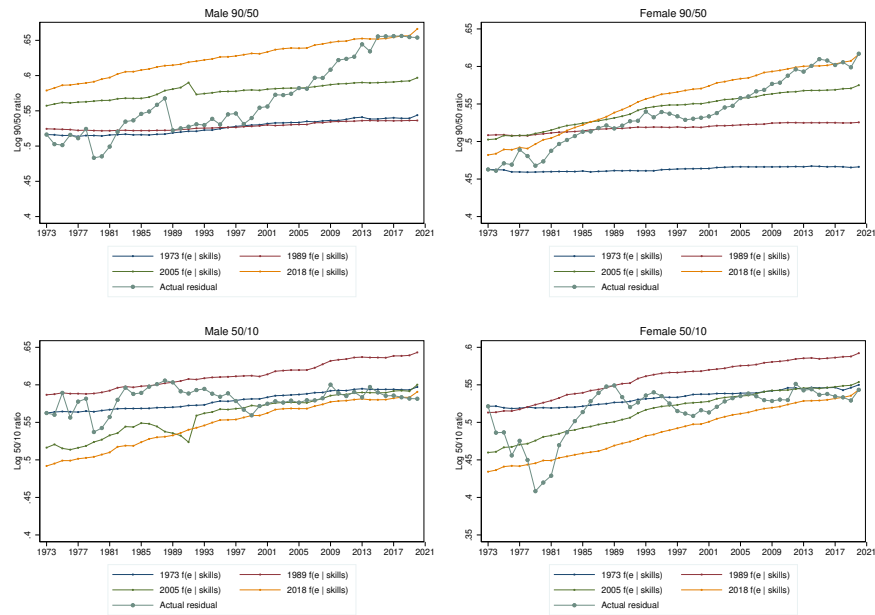 Male 90/50
Log 90/50 ratio
.65
.6
.55
.5
.45
.4
1973 1977 1981 1985 1989 1993 1997 2001 2005 2009 2013 2017 2021
1973 f(e | skills) 1989 f(e | skills)
2005 f(e | skills) 2018 f(e | skills)
Actual residual
Female 90/50
Log 90/50 ratio
.65
.6
.55
.5
.45
.4
1973 1977 1981 1985 1989 1993 1997 2001 2005 2009 2013 2017 2021
1973 f(e | skills) 1989 f(e | skills)
2005 f(e | skills) 2018 f(e | skills)
Actual residual
Male 50/10
Log 50'10 ratio
.65
.6
.55
.5
.45
.4
1973 1977 1981 1985 1989 1993 1997 2001 2005 2009 2013 2017 2021
1973 f(e | skills) 1989 f(e | skills)
2005 f(e | skills) 2018 f(e | skills)
Actual residual
Female 50/10
Log 50'10 ratio
.6
.55
.5
.45
.4
.35
1973 1977 1981 1985 1989 1993 1997 2001 2005 2009 2013 2017 2021
1973 f(e | skills) 1989 f(e | skills)
2005 f(e | skills) 2018 f(e | skills)
Actual residual